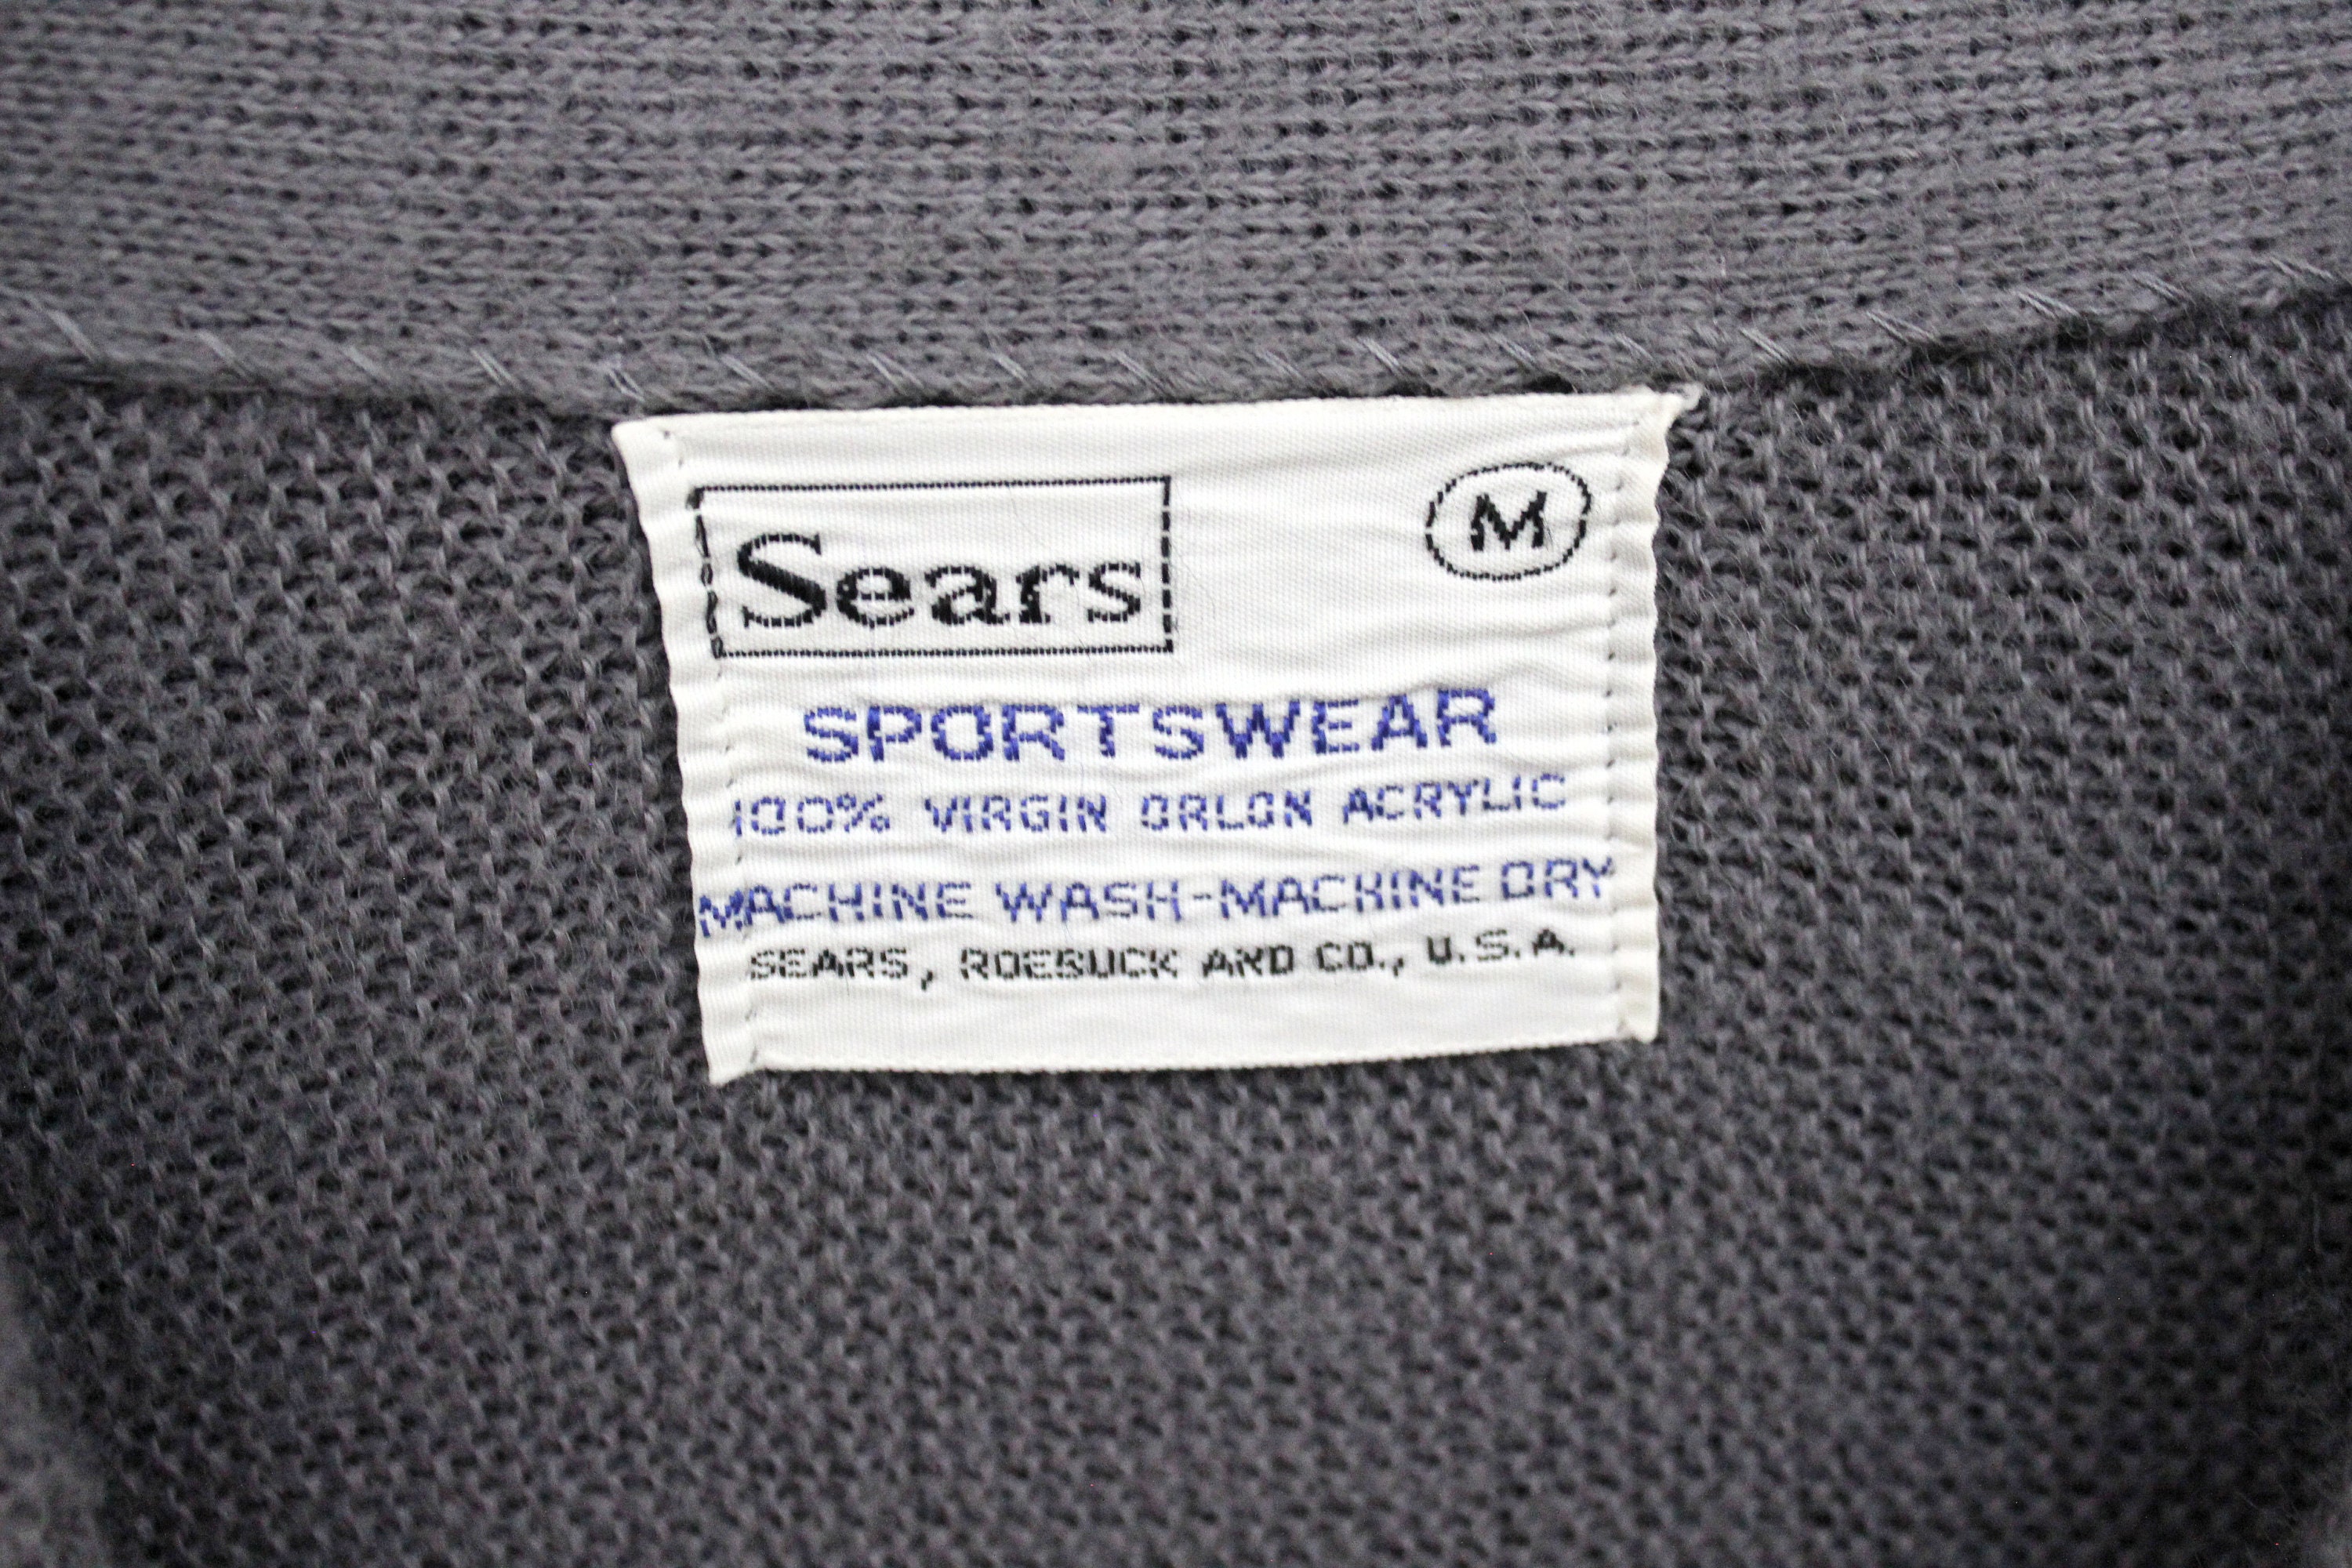 Sears
M
SPORTSWEAR
100% VIRGIN ORLON ACRYLIC
MACHINE WASH-MACHINE DRY
SEARS, ROEBUCK AND CO., U.S.A.